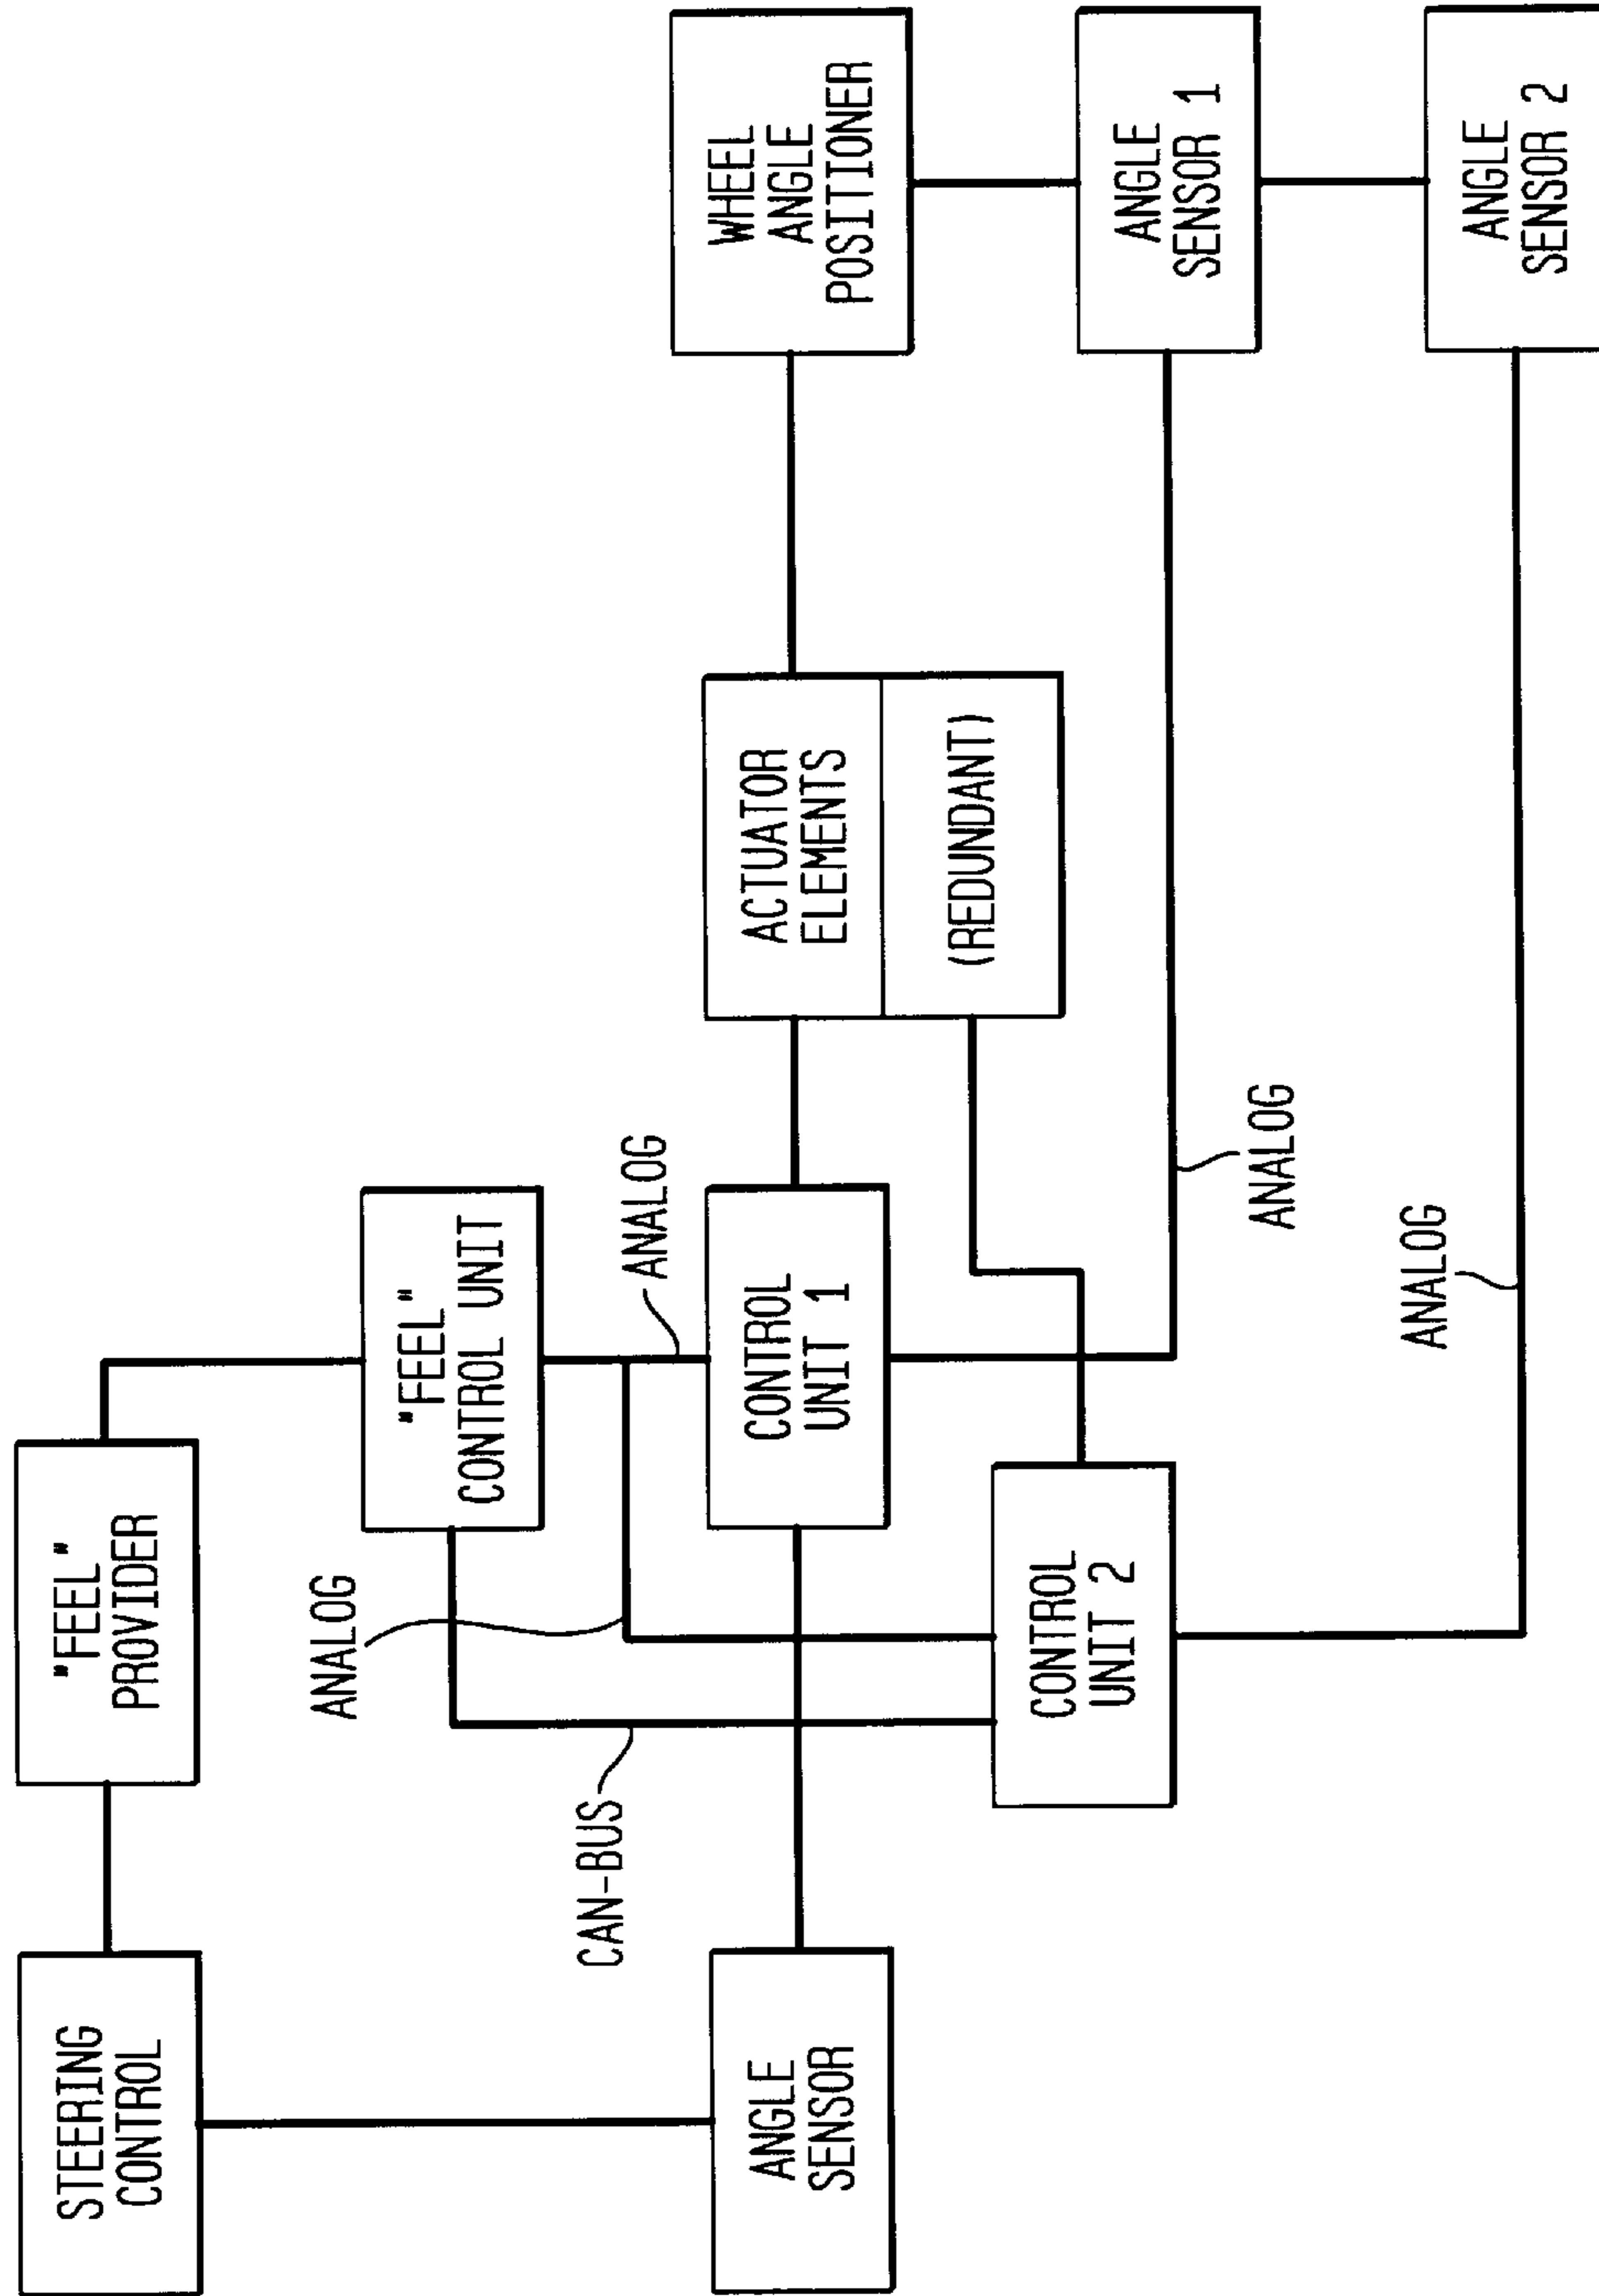 STEERING
CONTROL
"FEEL"
PROVIDER
"FEEL"
CONTROL UNIT
ANALOG
CAN-BUS
ANALOG
ANGLE
SENSOR
CONTROL
UNIT 1
ACTUATOR
ELEMENTS
(REDUNDANT)
WHEEL
ANGLE
POSITIONER
CONTROL
UNIT 2
ANALOG
ANGLE
SENSOR 1
ANALOG
ANGLE
SENSOR 2